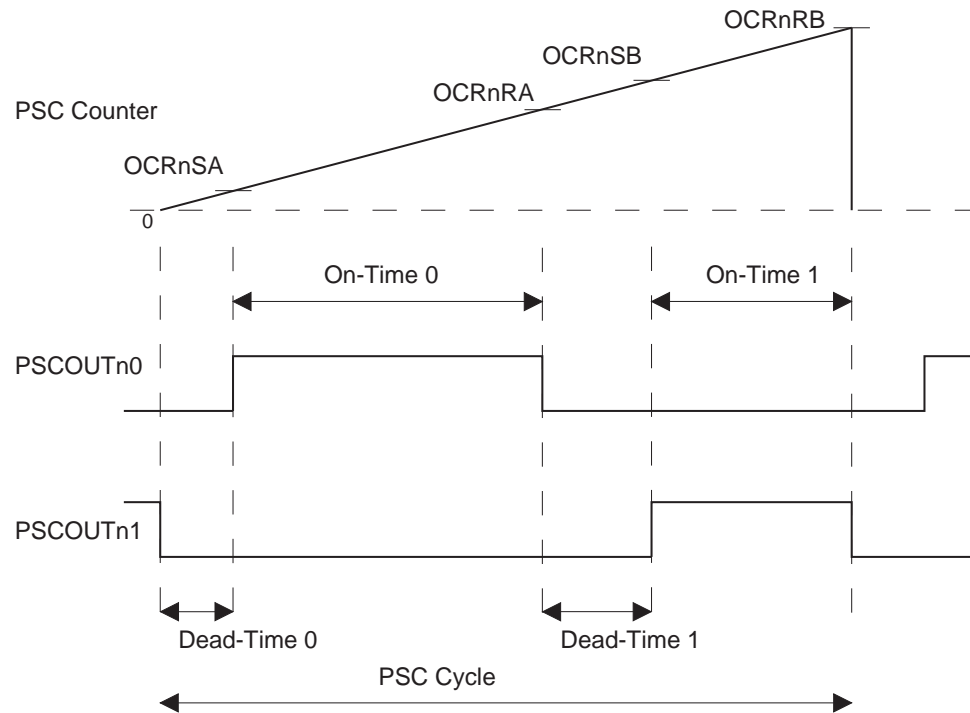 OCRnRB
OCRnSB
OCRnRA
PSC Counter
OCRnSA
0
On-Time 0
On-Time 1
PSCOUTn0
PSCOUTn1
Dead-Time 0
Dead-Time 1
PSC Cycle